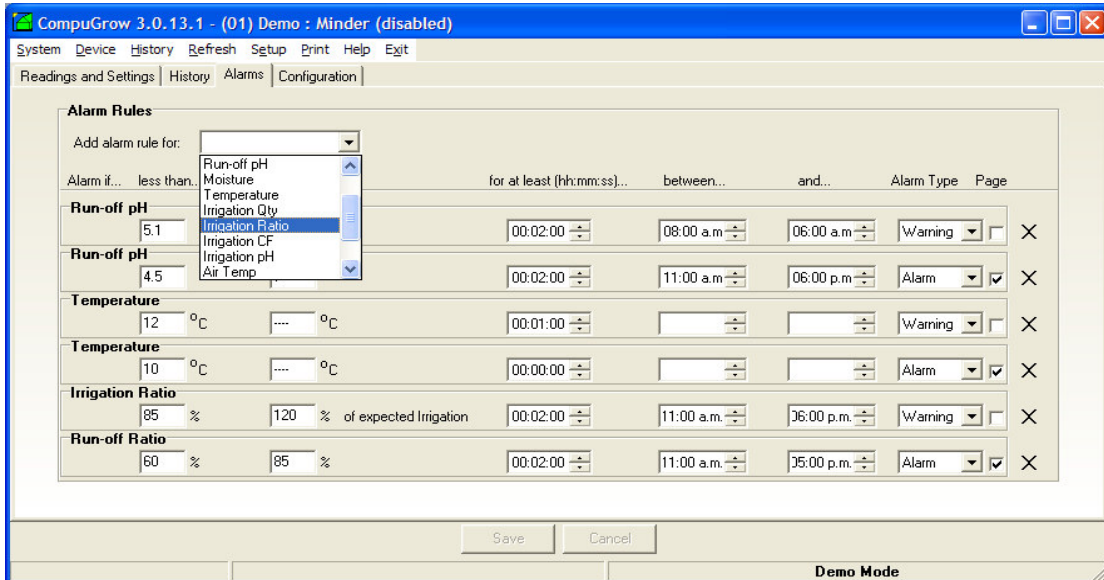 CompuGrow 3.0.13.1 - (01) Demo : Minder (disabled)
System Device History Refresh Setup Print Help Exit
Readings and Settings History Alarms Configuration
Alarm Rules
Add alarm rule for:
Run-off pH
Moisture
Temperature
Irrigation Qty
Irrigation Ratio
Irrigation CF
Irrigation pH
Air Temp
Alarm if... less than.. for at least (hh:mm:ss)... between... and... Alarm Type Page
Run-off pH
5.1 00:02:00 08:00 a.m 06:00 a.m Warning X
Run-off pH
4.5 00:02:00 11:00 a.m 06:00 p.m Alarm X
Temperature
12 °C ---- °C 00:01:00 Warning X
Temperature
10 °C ---- °C 00:00:00 Alarm X
Irrigation Ratio
85 % 120 % of expected Irrigation 00:02:00 11:00 a.m. 06:00 p.m. Warning X
Run-off Ratio
60 % 85 % 00:02:00 11:00 a.m. 05:00 p.m. Alarm X
Save Cancel
Demo Mode